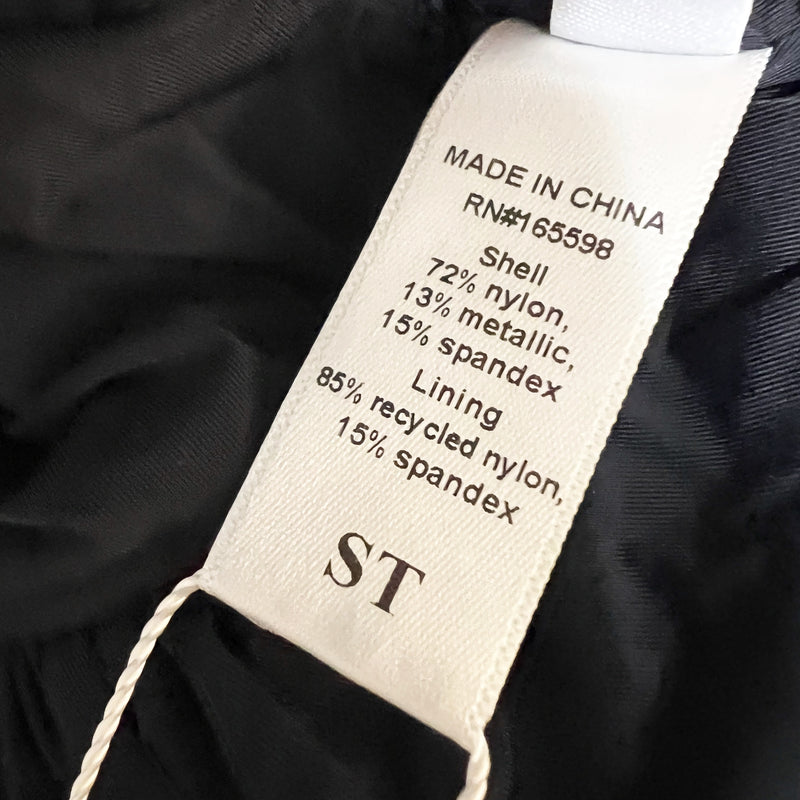 MADE IN CHINA
RN#165598
Shell
72% nylon,
13% metallic,
15% spandex
Lining
85% recycled nylon,
15% spandex
ST